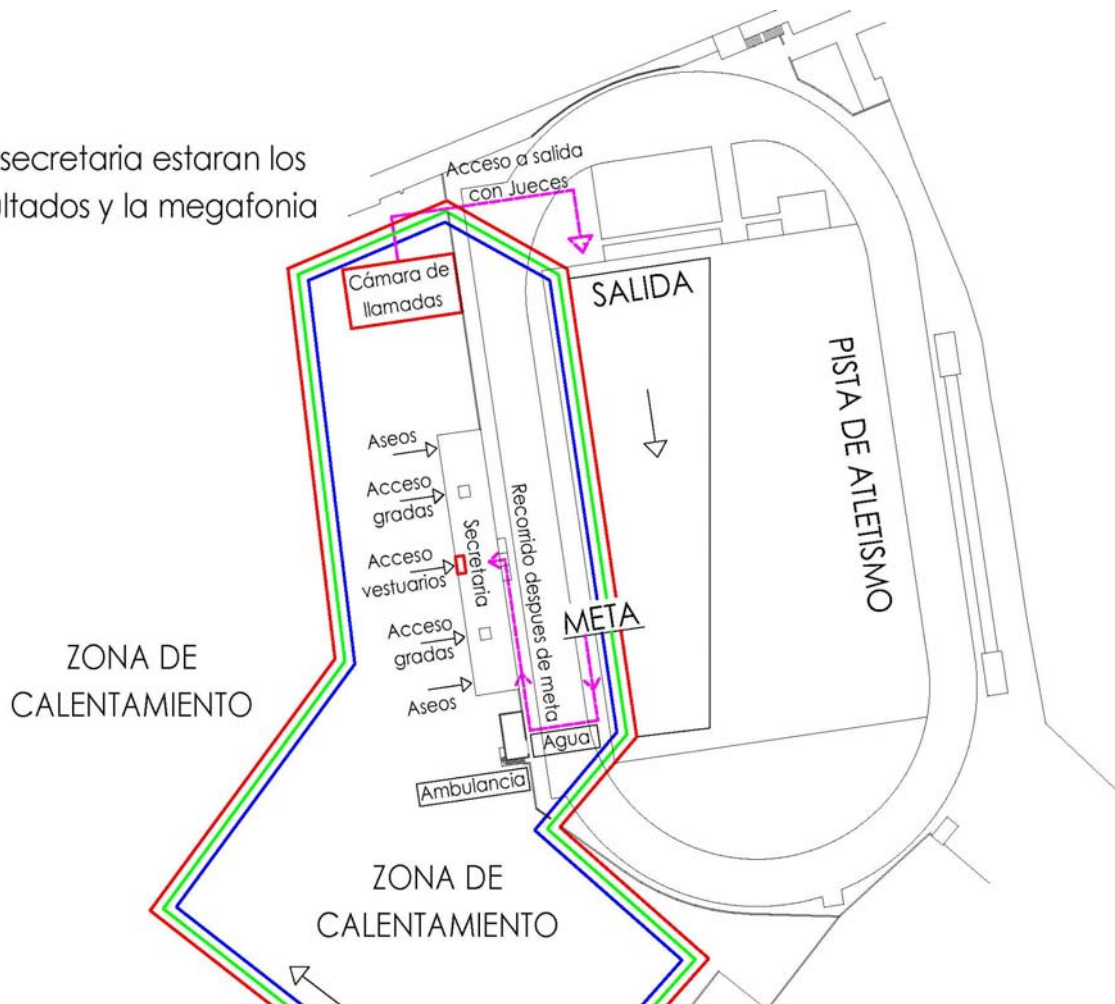 secretaria estaran los
ultados y la megafonia
Acceso a salida
con Jueces
Cámara de
llamadas
SALIDA
PISTA DE ATLETISMO
Aseos
Acceso
gradas
Acceso
vestuarios
Acceso
gradas
Aseos
Secretaria
Recorrido despues de meta
META
Agua
Ambulancia
ZONA DE
CALENTAMIENTO
ZONA DE
CALENTAMIENTO